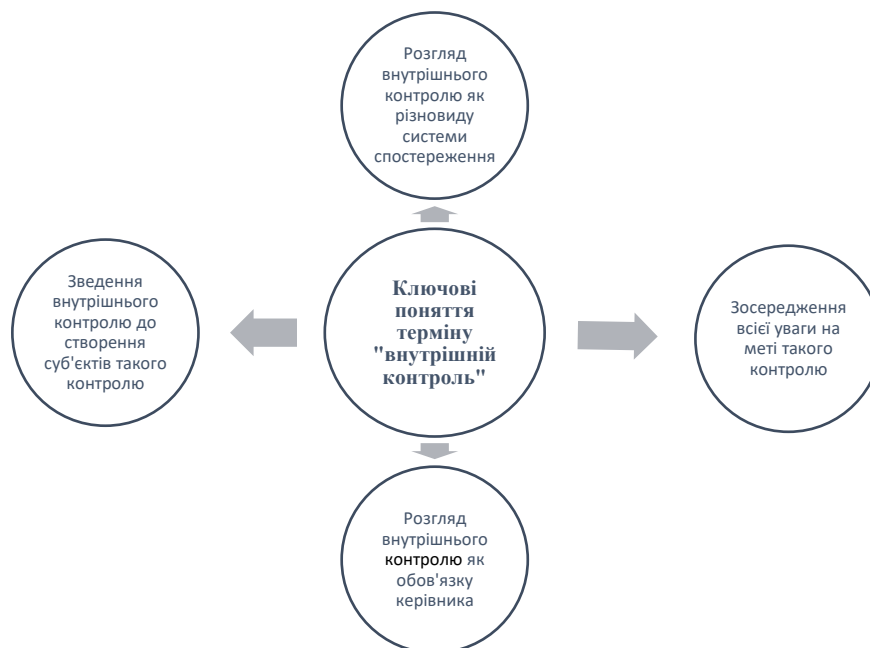 Розгляд
внутрішнього
контролю як
різновиду
системи
спостереження
Зведення
внутрішнього
контролю до
створення
суб'єктів такого
контролю
Ключові
поняття
терміну
"внутрішній
контроль"
Зосередження
всієї уваги на
меті такого
контролю
Розгляд
внутрішнього
контролю як
обов'язку
керівника